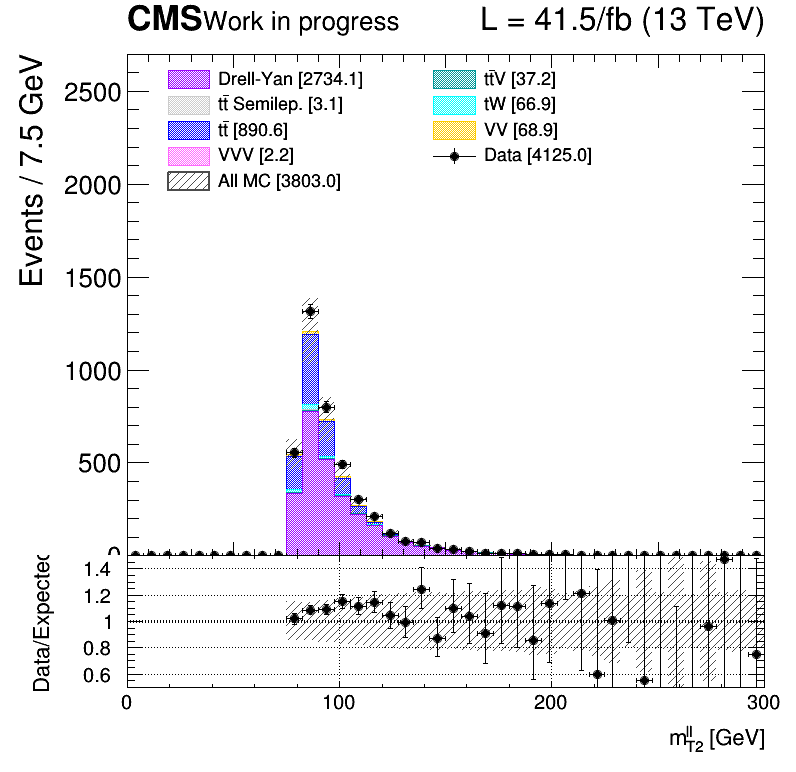 CMS Work in progress L = 41.5/fb (13 TeV)
Events / 7.5 GeV
2500
2000
1500
1000
500
0
Drell-Yan [2734.1]
tt̄ Semilep. [3.1]
tt̄ [890.6]
VVV [2.2]
All MC [3803.0]
tt̄V [37.2]
tW [66.9]
VV [68.9]
Data [4125.0]
Data/Expected
1.4
1.2
1
0.8
0.6
0 100 200 300
m_{T2}^{ll} [GeV]